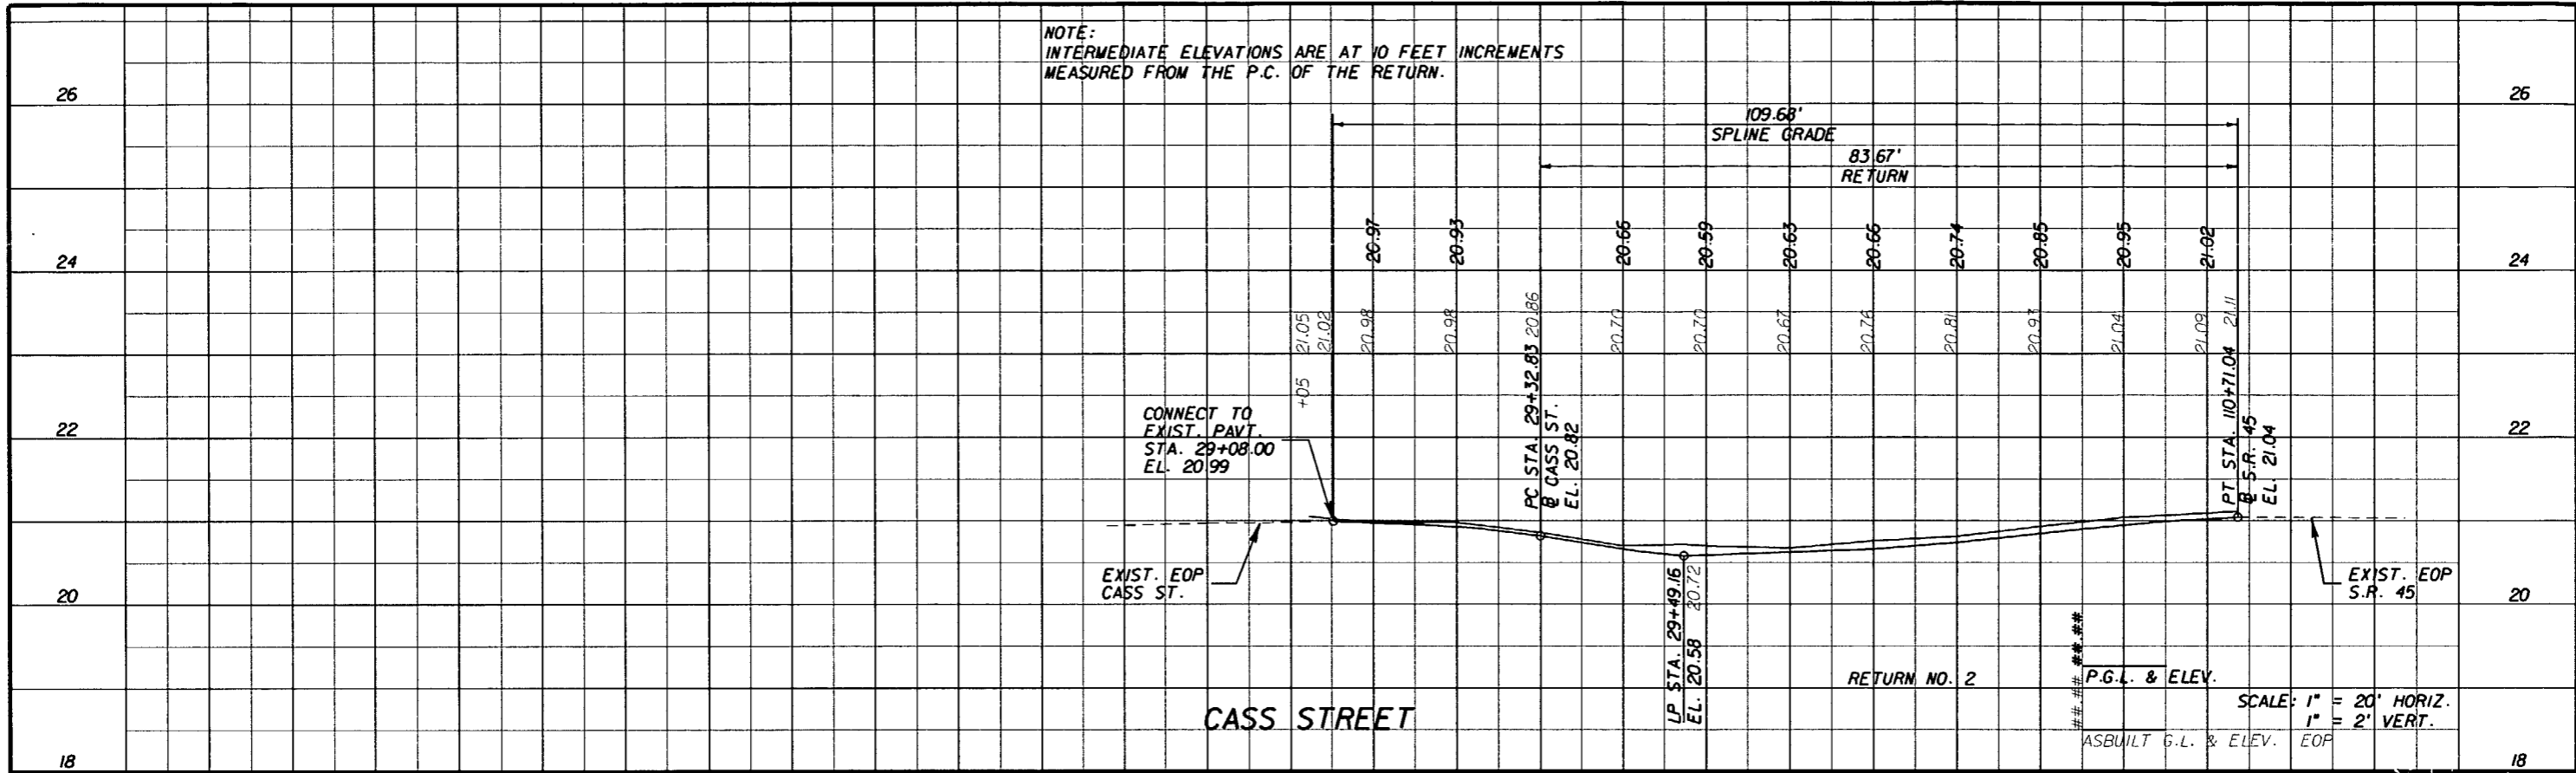 NOTE:
INTERMEDIATE ELEVATIONS ARE AT 10 FEET INCREMENTS
MEASURED FROM THE P.C. OF THE RETURN.
26
26
109.68'
SPLINE GRADE
83.67'
RETURN
20.97
20.93
20.66
20.59
20.63
20.66
20.74
20.85
20.95
21.02
24
24
21.05
21.02
20.98
20.98
20.86
20.70
20.70
20.67
20.76
20.81
20.93
21.04
21.09
21.11
+05
CONNECT TO
EXIST. PAVT.
STA. 29+08.00
EL. 20.99
PC STA. 29+32.83
℄ CASS ST.
EL. 20.82
PT STA. 110+71.04
℄ S.R. 45
EL. 21.04
22
22
EXIST. EOP
CASS ST.
EXIST. EOP
S.R. 45
20
20
LP STA. 29+49.16
EL. 20.58
20.72
RETURN NO. 2
##.##
##.##
P.G.L. & ELEV.
SCALE: 1" = 20' HORIZ.
1" = 2' VERT.
CASS STREET
ASBUILT G.L. & ELEV. EOP
18
18